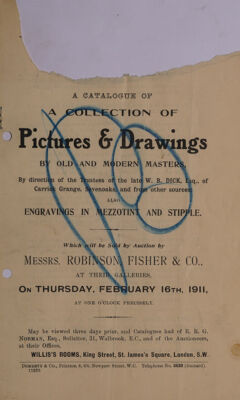 A CATALOGUE OF
A COLLECTION OF
Pictures & Drawings
BY OLD AND MODERN MASTERS,
By direction of the Trustees of the late W. B. DICK, Esq., of
Carrick Grange, Sevenoaks, and from other sources;
ALSO
ENGRAVINGS IN MEZZOTINT AND STIPPLE.
Which will be Sold by Auction by
MESSRS. ROBINSON, FISHER & CO.,
AT THEIR GALLERIES,
ON THURSDAY, FEBRUARY 16TH, 1911,
AT ONE O'CLOCK PRECISELY.
May be viewed three days prior, and Catalogues had of E. E. G.
NORMAN, Esq., Solicitor, 31, Walbrook, E.C., and of the Auctioneers,
at their Offices,
WILLIS'S ROOMS, King Street, St. James's Square, London, S.W.
& Co., Printers,
Telephone No.